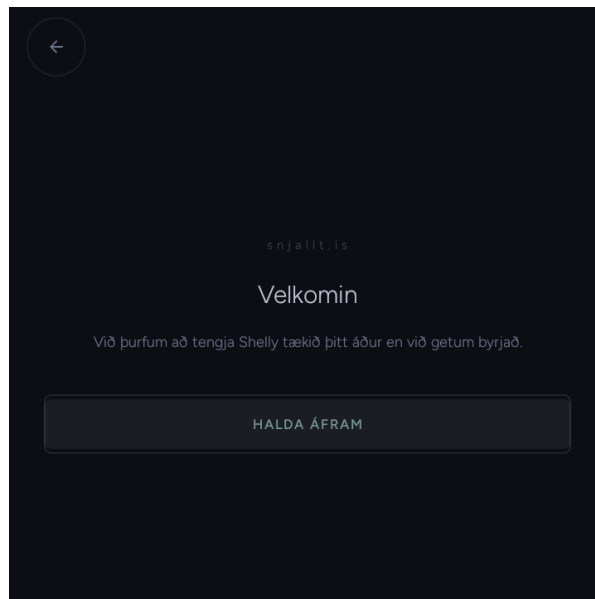 snjallt.is
Velkomin
Við þurfum að tengja Shelly tækið þitt áður en við getum byrjað.
HALDA ÁFRAM